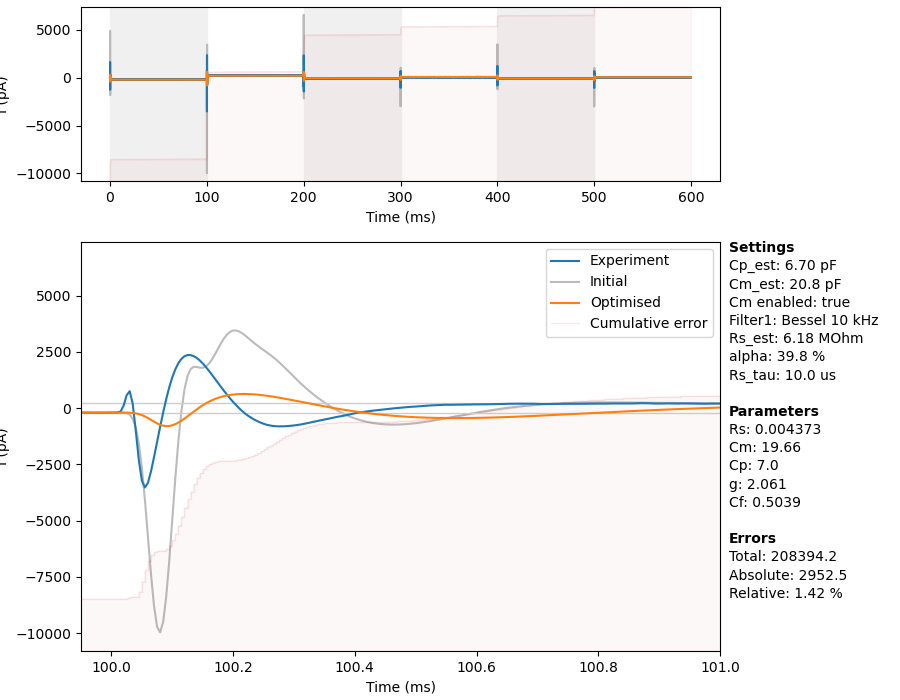 5000
0
−5000
−10000
I (pA)
0
100
200
300
400
500
600
Time (ms)
5000
2500
0
−2500
−5000
−7500
−10000
I (pA)
100.0
100.2
100.4
100.6
100.8
101.0
Time (ms)
Experiment
Initial
Optimised
Cumulative error
Settings
Cp_est: 6.70 pF
Cm_est: 20.8 pF
Cm enabled: true
Filter1: Bessel 10 kHz
Rs_est: 6.18 MOhm
alpha: 39.8 %
Rs_tau: 10.0 us
Parameters
Rs: 0.004373
Cm: 19.66
Cp: 7.0
g: 2.061
Cf: 0.5039
Errors
Total: 208394.2
Absolute: 2952.5
Relative: 1.42 %